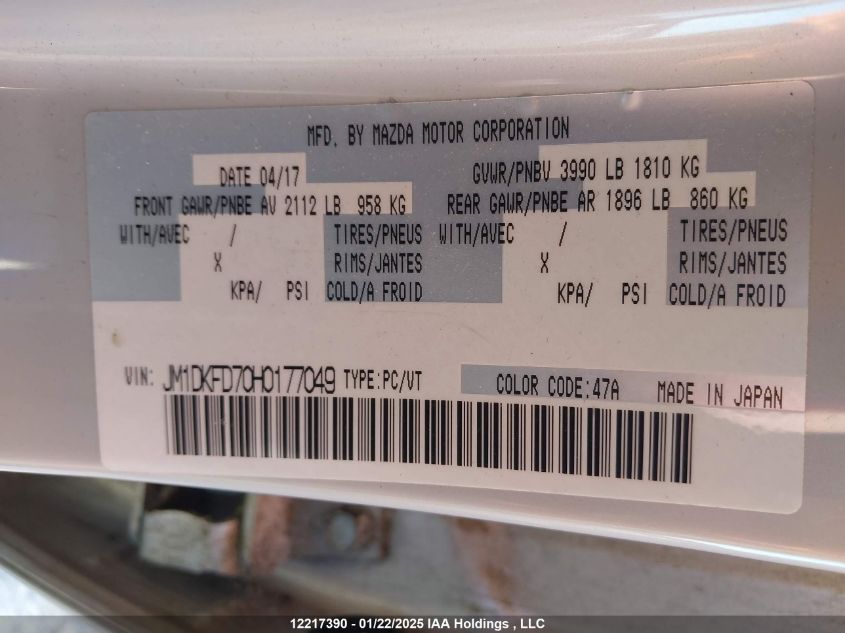 MFD. BY MAZDA MOTOR CORPORATION
DATE 04/17 GVWR/PNBV 3990 LB 1810 KG
FRONT GAWR/PNBE AV 2112 LB 958 KG REAR GAWR/PNBE AR 1896 LB 860 KG
WITH/AVEC / TIRES/PNEUS WITH/AVEC / TIRES/PNEUS
X RIMS/JANTES X RIMS/JANTES
KPA/ PSI COLD/A FROID KPA/ PSI COLD/A FROID
VIN: JM1DKFD70H0177049 TYPE:PC/VT COLOR CODE:47A MADE IN JAPAN
12217390 - 01/22/2025 IAA Holdings , LLC